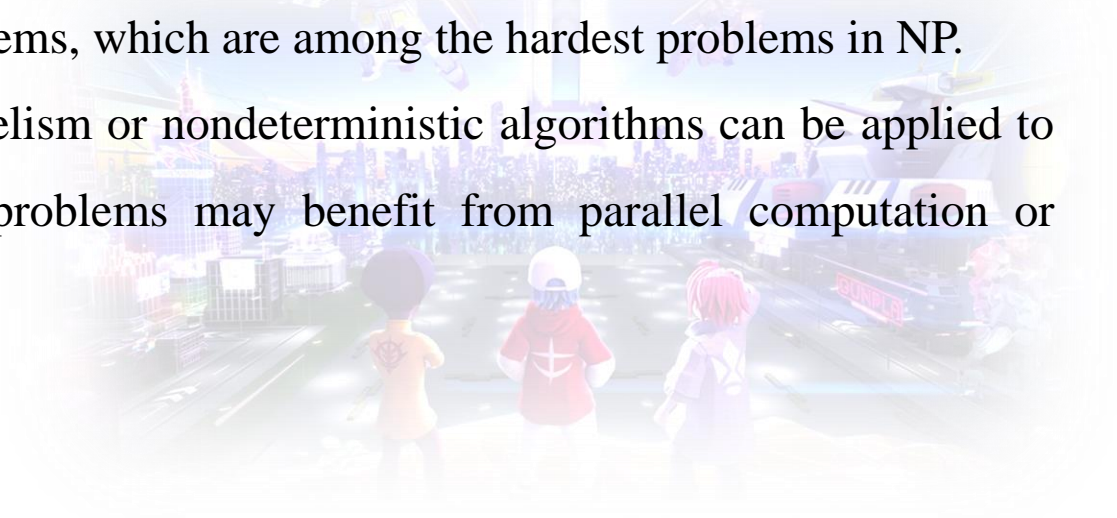 ems, which are among the hardest problems in NP.
elism or nondeterministic algorithms can be applied to
problems may benefit from parallel computation or
GUNPLA